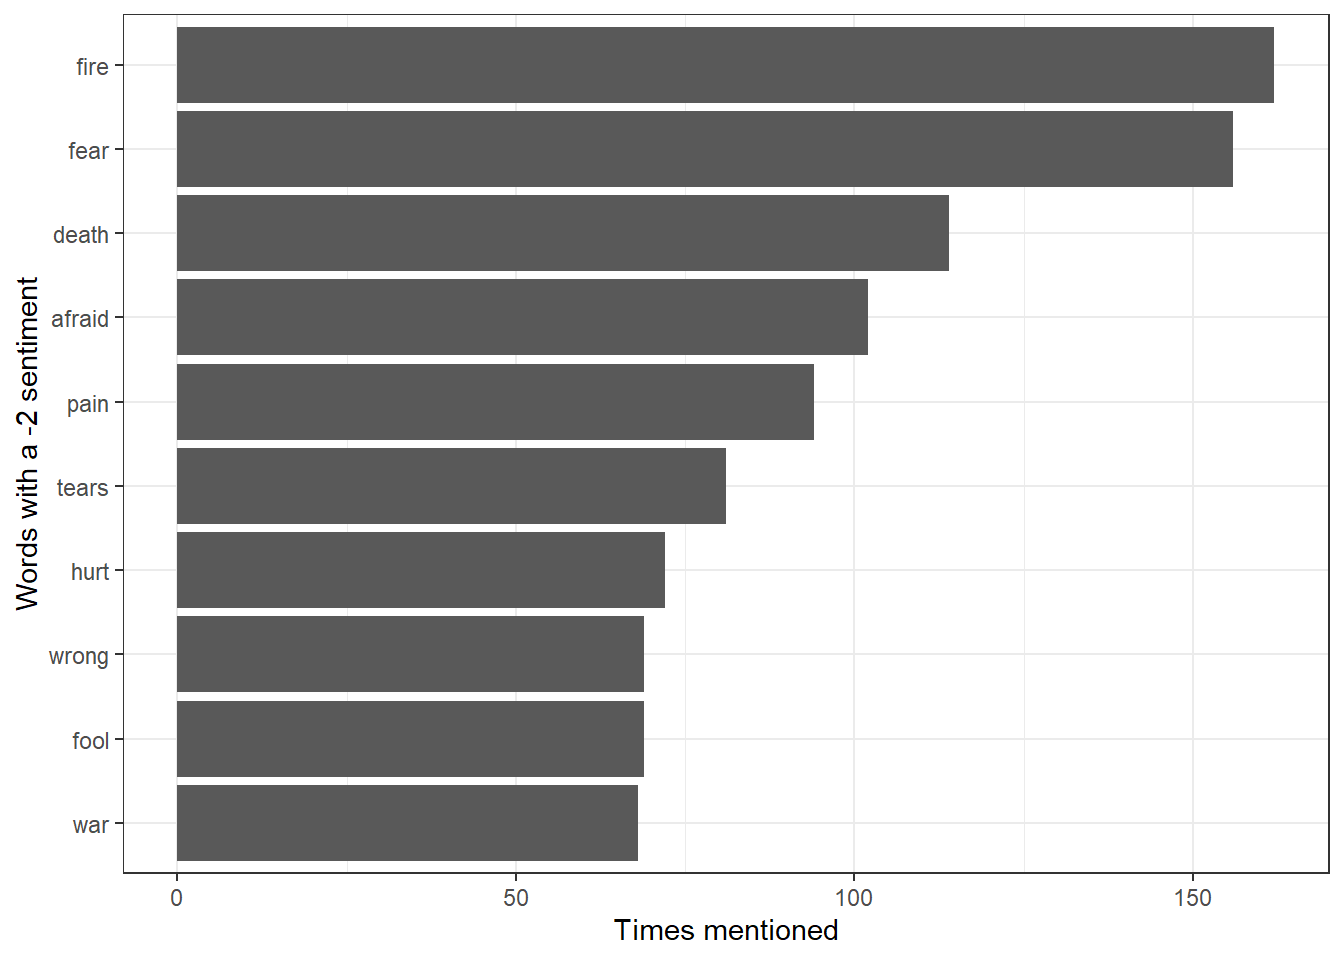 fire
fear
death
afraid
pain
tears
hurt
wrong
fool
war
Words with a -2 sentiment
0 50 100 150
Times mentioned